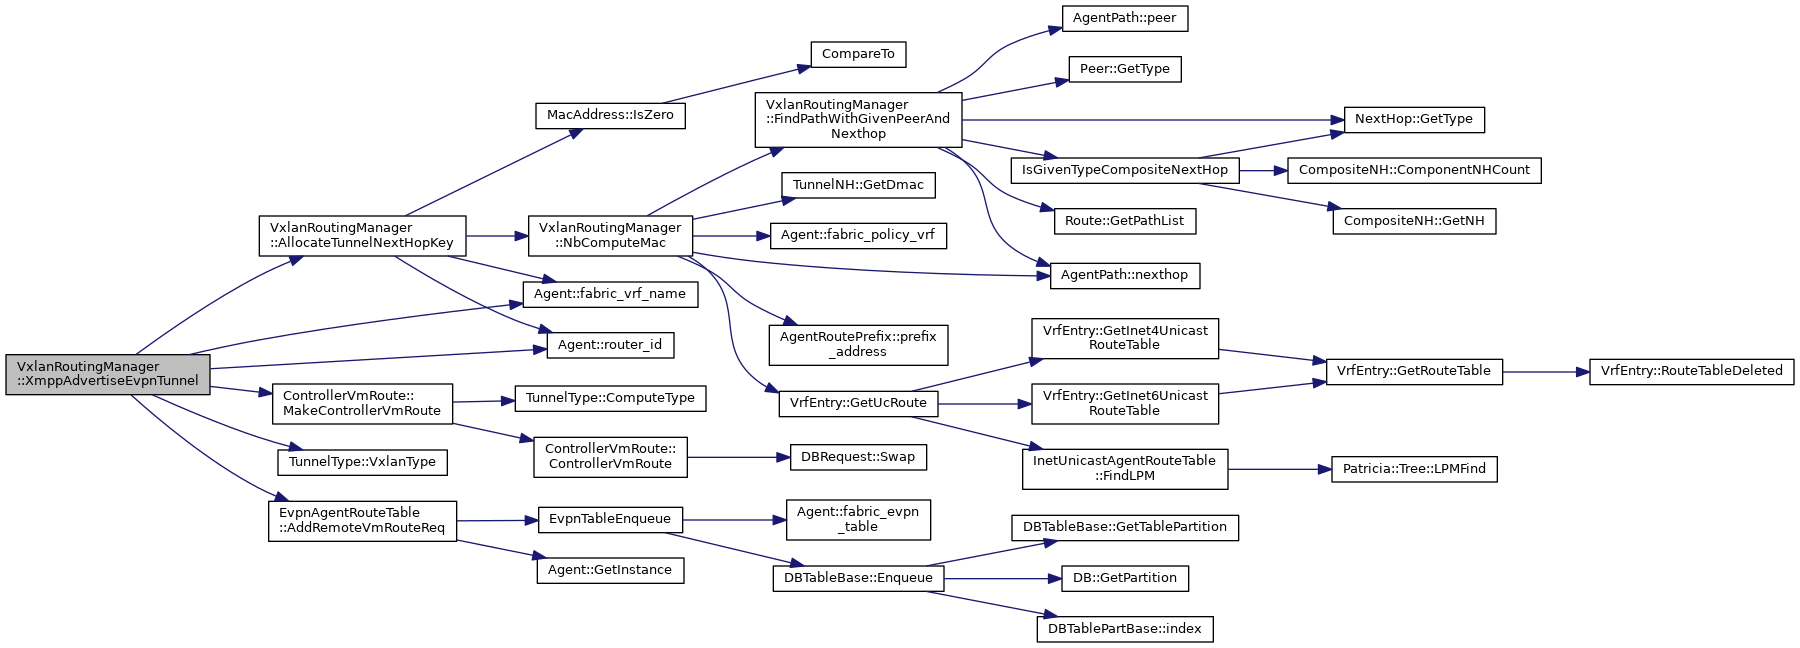 VxlanRoutingManager
::XmppAdvertiseEvpnTunnel
VxlanRoutingManager
::AllocateTunnelNextHopKey
Agent::fabric_vrf_name
Agent::router_id
ControllerVmRoute::
MakeControllerVmRoute
TunnelType::VxlanType
EvpnAgentRouteTable
::AddRemoteVmRouteReq
MacAddress::IsZero
VxlanRoutingManager
::NbComputeMac
TunnelType::ComputeType
ControllerVmRoute::
ControllerVmRoute
EvpnTableEnqueue
Agent::GetInstance
CompareTo
VxlanRoutingManager
::FindPathWithGivenPeerAnd
Nexthop
TunnelNH::GetDmac
Agent::fabric_policy_vrf
AgentRoutePrefix::prefix
_address
VrfEntry::GetUcRoute
DBRequest::Swap
Agent::fabric_evpn
_table
DBTableBase::Enqueue
AgentPath::peer
Peer::GetType
IsGivenTypeCompositeNextHop
Route::GetPathList
AgentPath::nexthop
VrfEntry::GetInet4Unicast
RouteTable
VrfEntry::GetInet6Unicast
RouteTable
InetUnicastAgentRouteTable
::FindLPM
DBTableBase::GetTablePartition
DB::GetPartition
DBTablePartBase::index
NextHop::GetType
CompositeNH::ComponentNHCount
CompositeNH::GetNH
VrfEntry::GetRouteTable
Patricia::Tree::LPMFind
VrfEntry::RouteTableDeleted